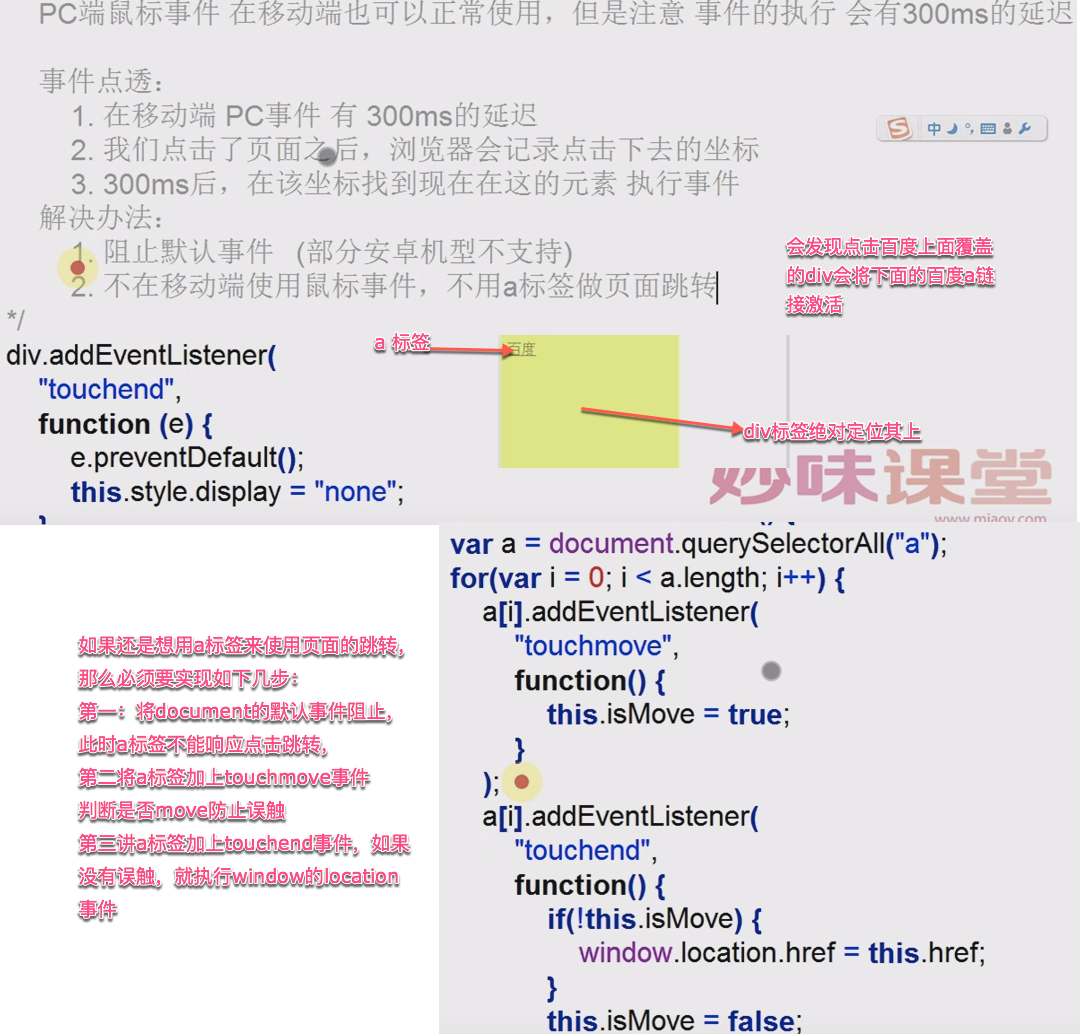 PC端鼠标事件 在移动端也可以正常使用，但是注意 事件的执行 会有300ms的延迟
事件点透：
1. 在移动端 PC事件 有 300ms的延迟
2. 我们点击了页面之后，浏览器会记录点击下去的坐标
3. 300ms后，在该坐标找到现在在这的元素 执行事件
解决办法：
1. 阻止默认事件 (部分安卓机型不支持)
2. 不在移动端使用鼠标事件，不用a标签做页面跳转
*/
div.addEventListener(
"touchend",
function (e) {
e.preventDefault();
this.style.display = "none";
}
中
会发现点击百度上面覆盖
的div会将下面的百度a链
接激活
a 标签
百度
div标签绝对定位其上
妙味课堂
www.miaov.com
如果还是想用a标签来使用页面的跳转，
那么必须要实现如下几步：
第一：将document的默认事件阻止，
此时a标签不能响应点击跳转，
第二将a标签加上touchmove事件
判断是否move防止误触
第三讲a标签加上touchend事件，如果
没有误触，就执行window的location
事件
var a = document.querySelectorAll("a");
for(var i = 0; i < a.length; i++) {
a[i].addEventListener(
"touchmove",
function() {
this.isMove = true;
}
);
a[i].addEventListener(
"touchend",
function() {
if(!this.isMove) {
window.location.href = this.href;
}
this.isMove = false;